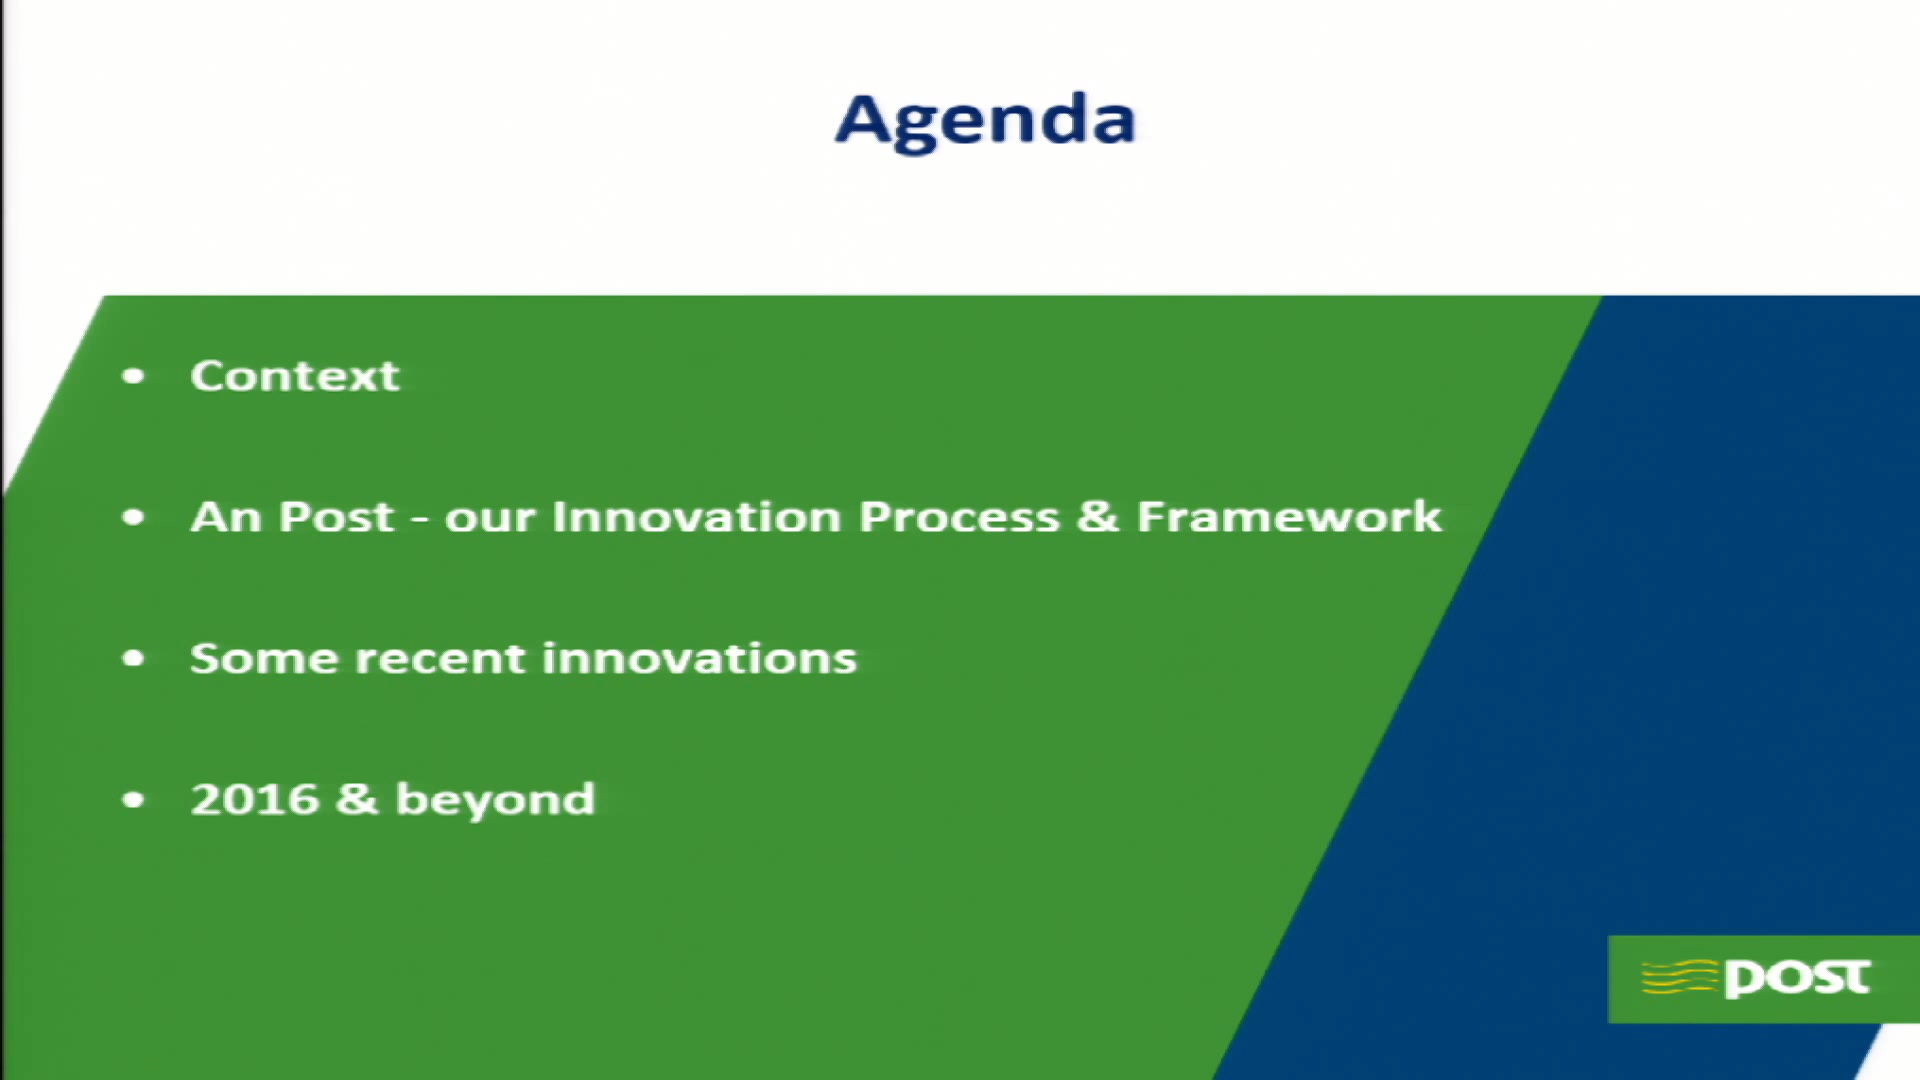 Agenda
• Context
• An Post - our Innovation Process & Framework
• Some recent innovations
• 2016 & beyond
post